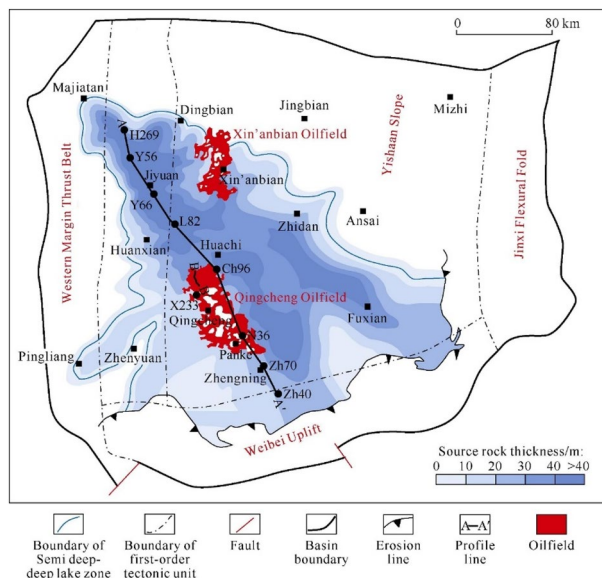 0 80 km
Majiatan
Dingbian
Jingbian
Mizhi
A
H269
Xin'anbian Oilfield
Y56
Jiyuan
Xin'anbian
Y66
Yishaan Slope
Jinxi Flexural Fold
Western Margin Thrust Belt
L82
Zhidan
Ansai
Huanxian
Huachi
Ch96
B
X233
Qingcheng Oilfield
Fuxian
Panke
Pingliang
Zhenyuan
Zh70
Zhengning
Zh40
A'
Weibei Uplift
Source rock thickness/m:
0 10 20 30 >40
A—A'
Boundary of Semi deep-deep lake zone
Boundary of first-order tectonic unit
Fault
Basin boundary
Erosion line
Profile line
Oilfield